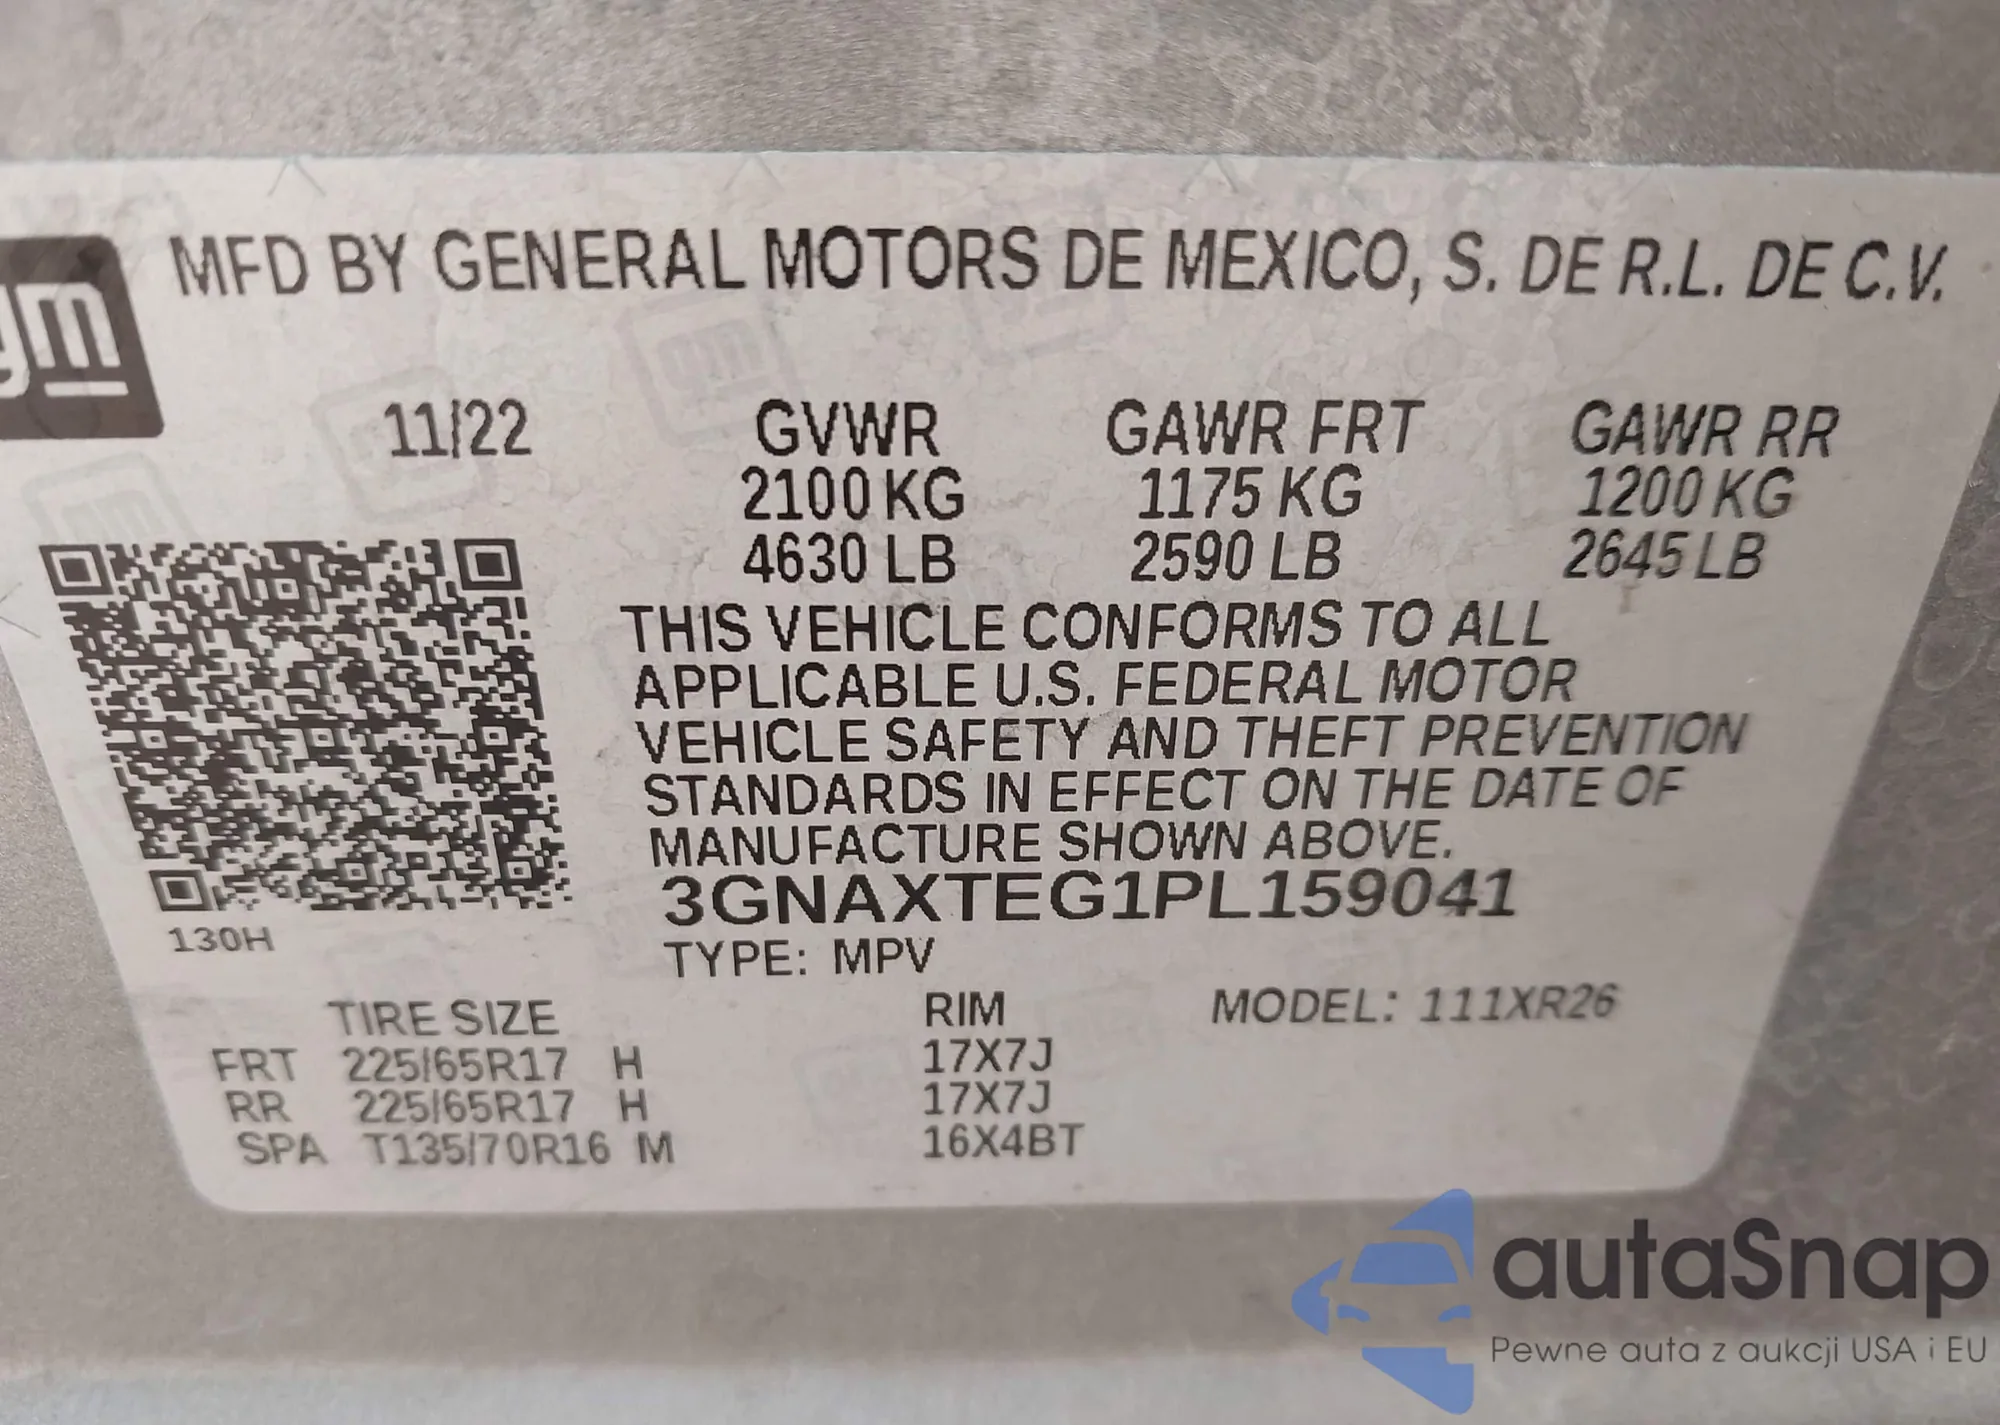 gm
MFD BY GENERAL MOTORS DE MEXICO, S. DE R.L. DE C.V.
11/22 GVWR GAWR FRT GAWR RR
2100 KG 1175 KG 1200 KG
4630 LB 2590 LB 2645 LB
THIS VEHICLE CONFORMS TO ALL
APPLICABLE U.S. FEDERAL MOTOR
VEHICLE SAFETY AND THEFT PREVENTION
STANDARDS IN EFFECT ON THE DATE OF
MANUFACTURE SHOWN ABOVE.
3GNAXTEG1PL159041
130H
TYPE: MPV
TIRE SIZE RIM MODEL: 111XR26
FRT 225/65R17 H 17X7J
RR 225/65R17 H 17X7J
SPA T135/70R16 M 16X4BT
autaSnap
Pewne auta z aukcji USA i EU